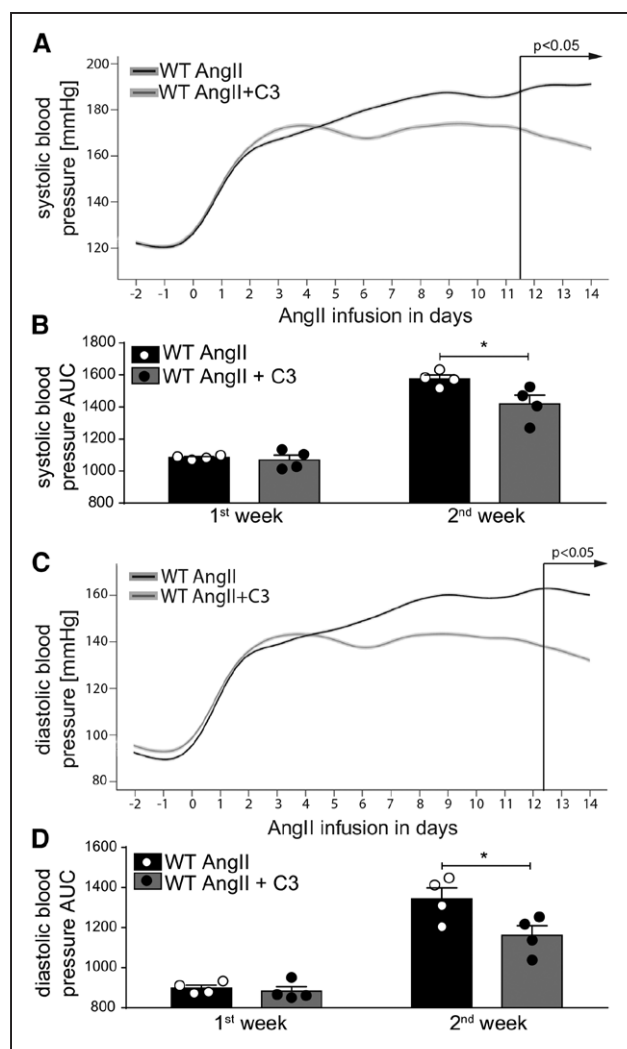 A
p<0.05
WT AngII
WT AngII+C3
systolic blood
pressure [mmHg]
200
180
160
140
120
-2 -1 0 1 2 3 4 5 6 7 8 9 10 11 12 13 14
AngII infusion in days
B
WT AngII
WT AngII + C3
*
systolic blood
pressure AUC
1800
1600
1400
1200
1000
800
1st week 2nd week
C
p<0.05
WT AngII
WT AngII+C3
diastolic blood
pressure [mmHg]
160
140
120
100
80
-2 -1 0 1 2 3 4 5 6 7 8 9 10 11 12 13 14
AngII infusion in days
D
WT AngII
WT AngII + C3
*
diastolic blood
pressure AUC
1600
1400
1200
1000
800
1st week 2nd week